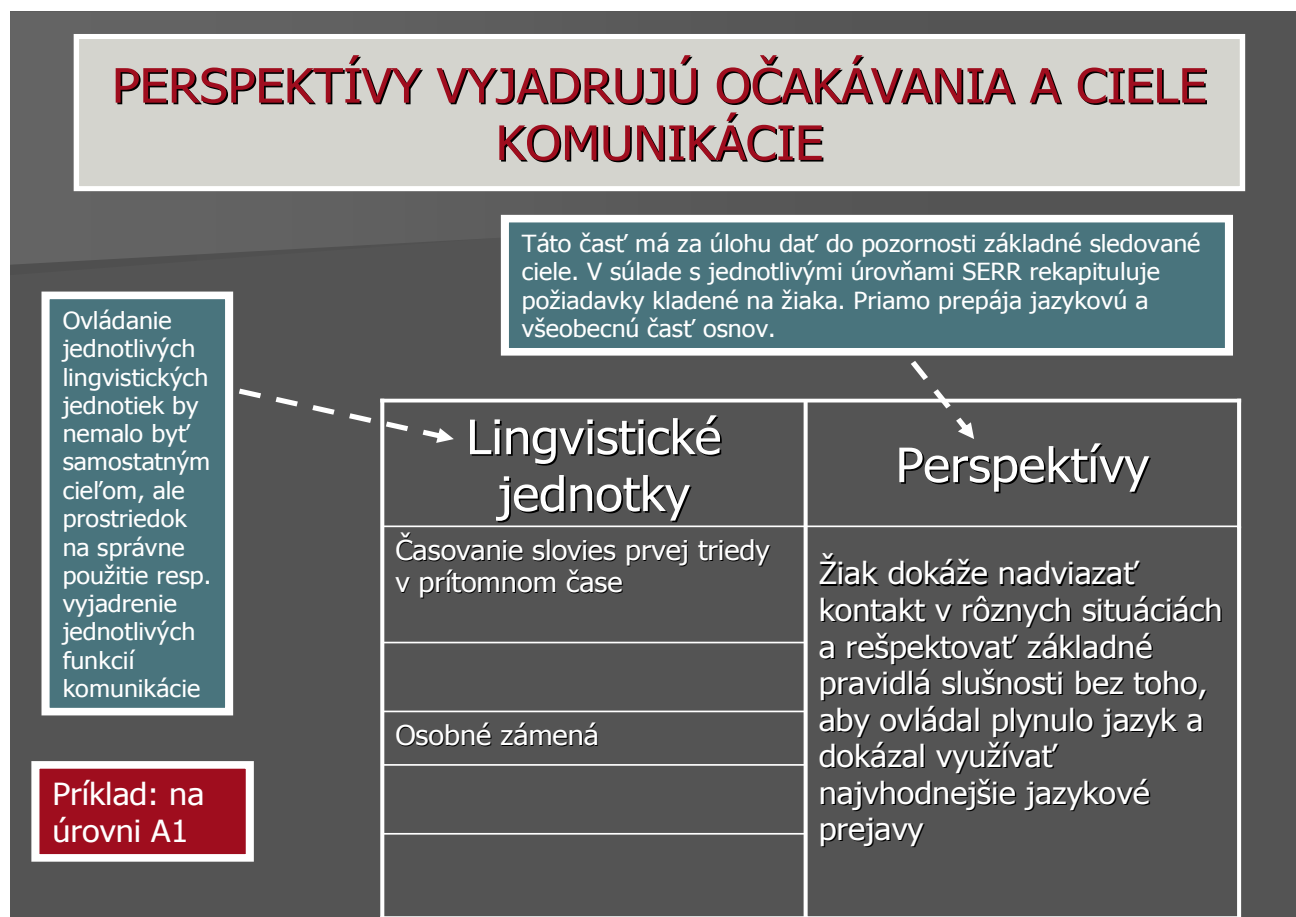 PERSPEKTÍVY VYJADRUJÚ OČAKÁVANIA A CIELE
KOMUNIKÁCIE
Táto časť má za úlohu dať do pozornosti základné sledované
ciele. V súlade s jednotlivými úrovňami SERR rekapituluje
požiadavky kladené na žiaka. Priamo prepája jazykovú a
všeobecnú časť osnov.
Ovládanie
jednotlivých
lingvistických
jednotiek by
nemalo byť
samostatným
cieľom, ale
prostriedok
na správne
použitie resp.
vyjadrenie
jednotlivých
funkcií
komunikácie
Lingvistické
jednotky
Perspektívy
Časovanie slovies prvej triedy
v prítomnom čase
Osobné zámená
Žiak dokáže nadviazať
kontakt v rôznych situáciách
a rešpektovať základné
pravidlá slušnosti bez toho,
aby ovládal plynulo jazyk a
dokázal využívať
najvhodnejšie jazykové
prejavy
Príklad: na
úrovni A1